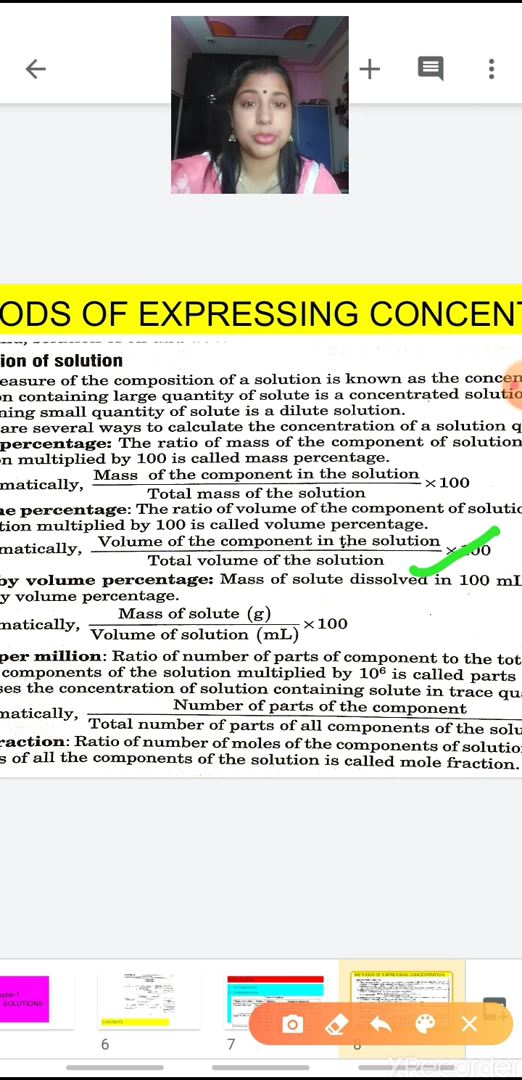 ODS OF EXPRESSING CONCEN
ion of solution
easure of the composition of a solution is known as the concen
on containing large quantity of solute is a concentrated solutio
ning small quantity of solute is a dilute solution.
are several ways to calculate the concentration of a solution q
percentage: The ratio of mass of the component of solution
on multiplied by 100 is called mass percentage.
matically, Mass of the component in the solution / Total mass of the solution ×100
ne percentage: The ratio of volume of the component of solutio
tion multiplied by 100 is called volume percentage.
matically, Volume of the component in the solution / Total volume of the solution ×100
by volume percentage: Mass of solute dissolved in 100 mL
y volume percentage.
matically, Mass of solute (g) / Volume of solution (mL) ×100
per million: Ratio of number of parts of component to the tot
components of the solution multiplied by 10⁶ is called parts
ses the concentration of solution containing solute in trace qu
matically, Number of parts of the component / Total number of parts of all components of the solu
raction: Ratio of number of moles of the components of solutio
s of all the components of the solution is called mole fraction.
apter-1
SOLUTIONS
CONTENTS
METHODS OF EXPRESSING CONCENTRATION
6
7
8
XRecorder